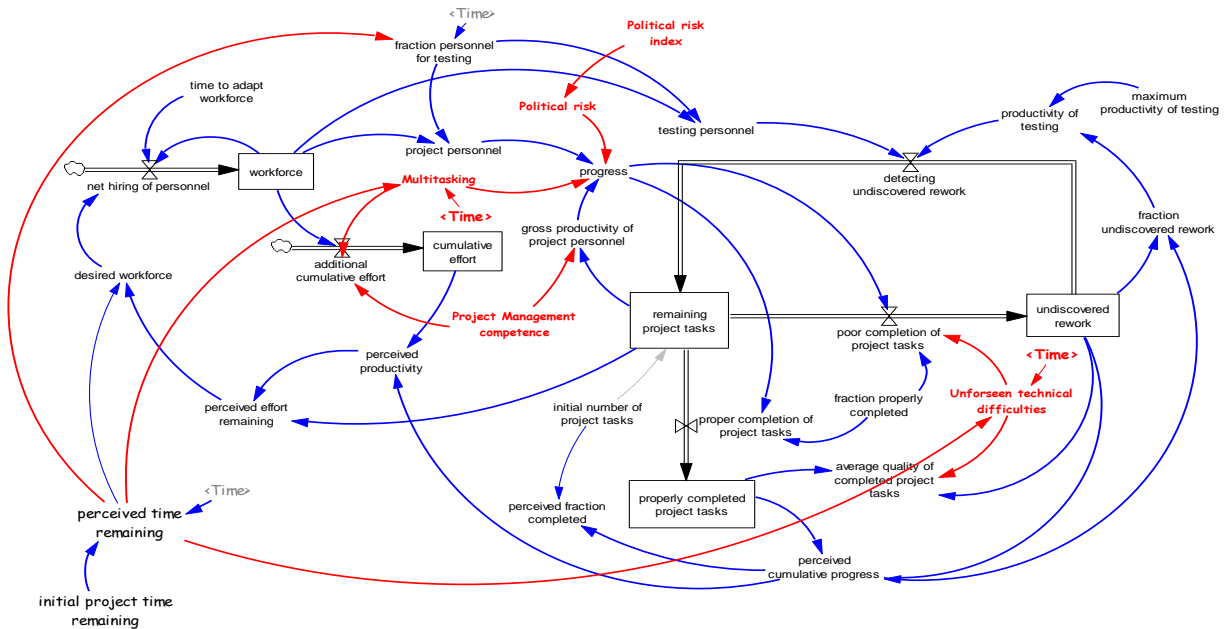 <Time>
Political risk
index
fraction personnel
for testing
time to adapt
workforce
maximum
productivity of testing
Political risk
productivity of
testing
testing personnel
project personnel
workforce
progress
net hiring of personnel
Multitasking
detecting
undiscovered rework
<Time>
fraction
undiscovered rework
gross productivity of
project personnel
cumulative
effort
additional
cumulative effort
desired workforce
Project Management
competence
remaining
project tasks
undiscovered
rework
poor completion of
project tasks
<Time>
perceived
productivity
Unforseen technical
difficulties
fraction properly
completed
perceived effort
remaining
initial number of
project tasks
proper completion of
project tasks
average quality of
completed project
tasks
<Time>
properly completed
project tasks
perceived fraction
completed
perceived time
remaining
perceived
cumulative progress
initial project time
remaining